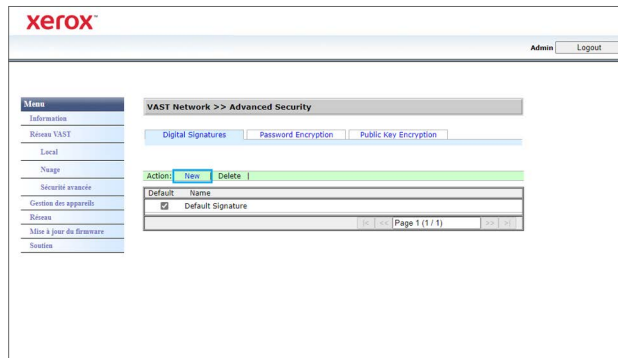 xerox™
Admin Logout
Menu
Information
Réseau VAST
Local
Nuage
Sécurité avancée
Gestion des appareils
Réseau
Mise à jour du firmware
Soutien
VAST Network >> Advanced Security
Digital Signatures Password Encryption Public Key Encryption
Action: New | Delete |
Default Name
Default Signature
|< << Page 1 (1 / 1) >> >|